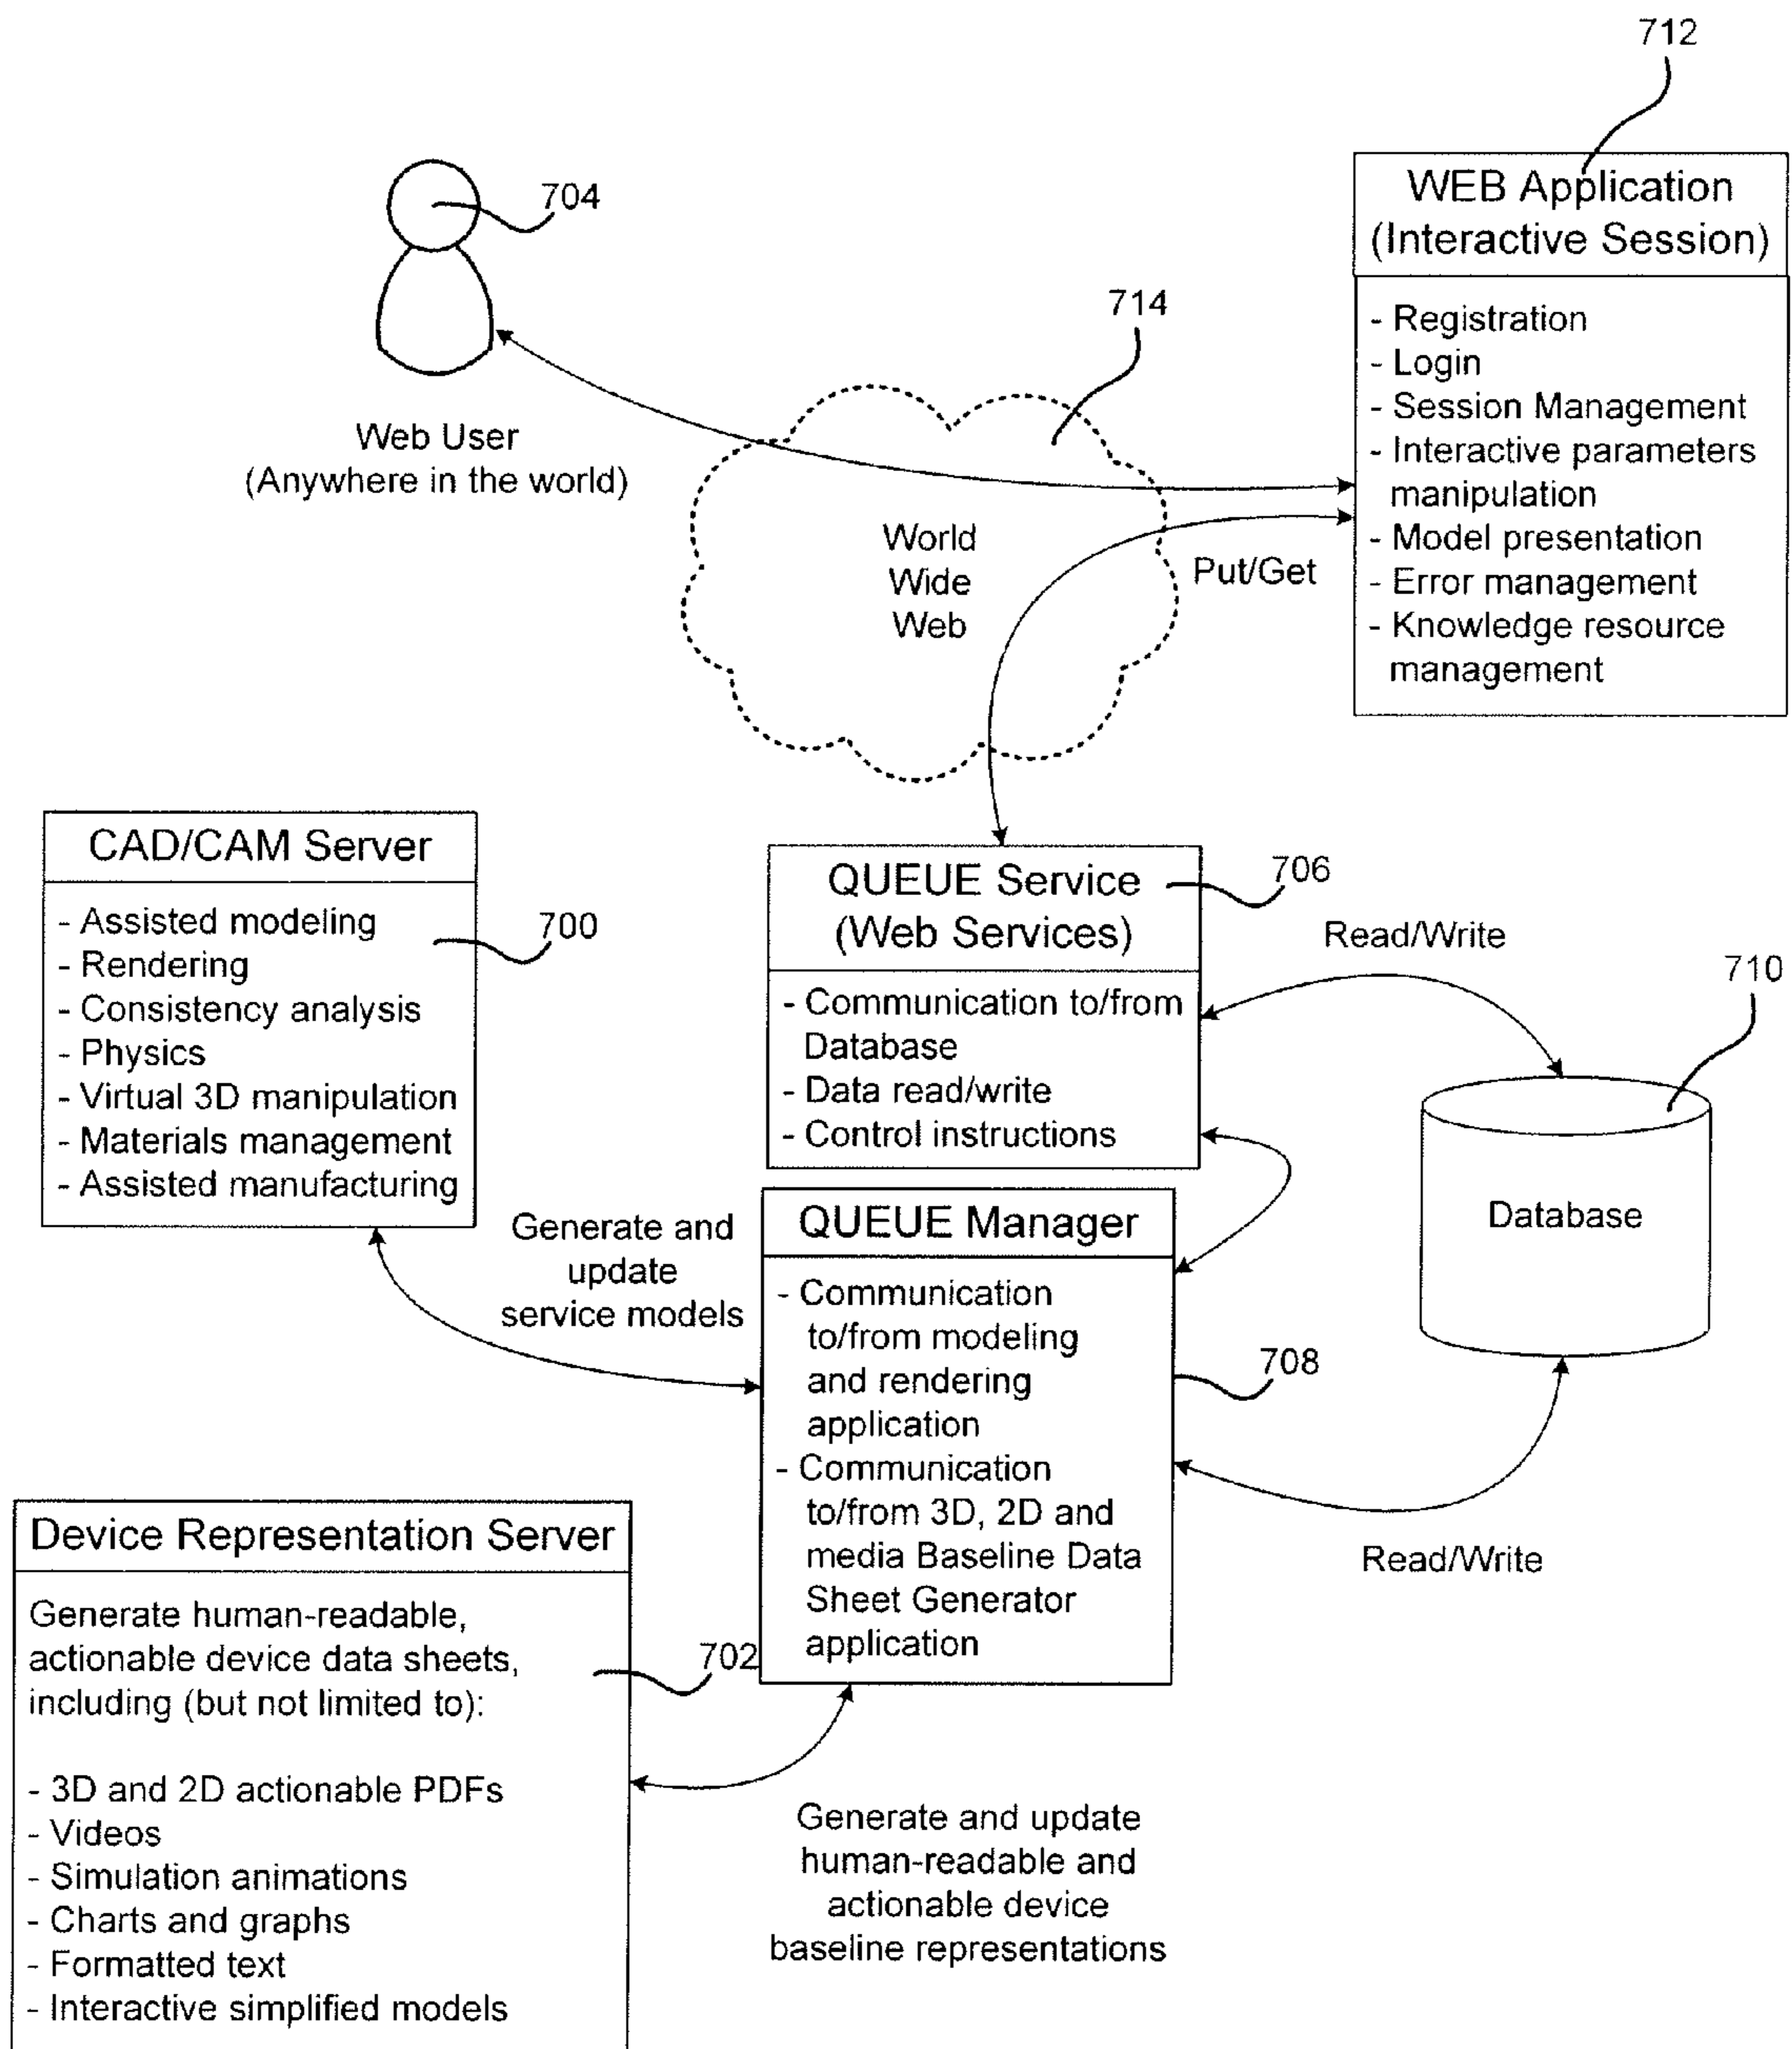 712
704
WEB Application
(Interactive Session)
- Registration
- Login
- Session Management
- Interactive parameters
manipulation
- Model presentation
- Error management
- Knowledge resource
management
714
Web User
(Anywhere in the world)
World
Wide
Web
Put/Get
CAD/CAM Server
- Assisted modeling
- Rendering
- Consistency analysis
- Physics
- Virtual 3D manipulation
- Materials management
- Assisted manufacturing
700
QUEUE Service
(Web Services)
- Communication to/from
Database
- Data read/write
- Control instructions
706
Read/Write
710
Database
Generate and
update
service models
QUEUE Manager
- Communication
to/from modeling
and rendering
application
- Communication
to/from 3D, 2D and
media Baseline Data
Sheet Generator
application
708
Read/Write
Device Representation Server
Generate human-readable,
actionable device data sheets,
including (but not limited to):
- 3D and 2D actionable PDFs
- Videos
- Simulation animations
- Charts and graphs
- Formatted text
- Interactive simplified models
702
Generate and update
human-readable and
actionable device
baseline representations